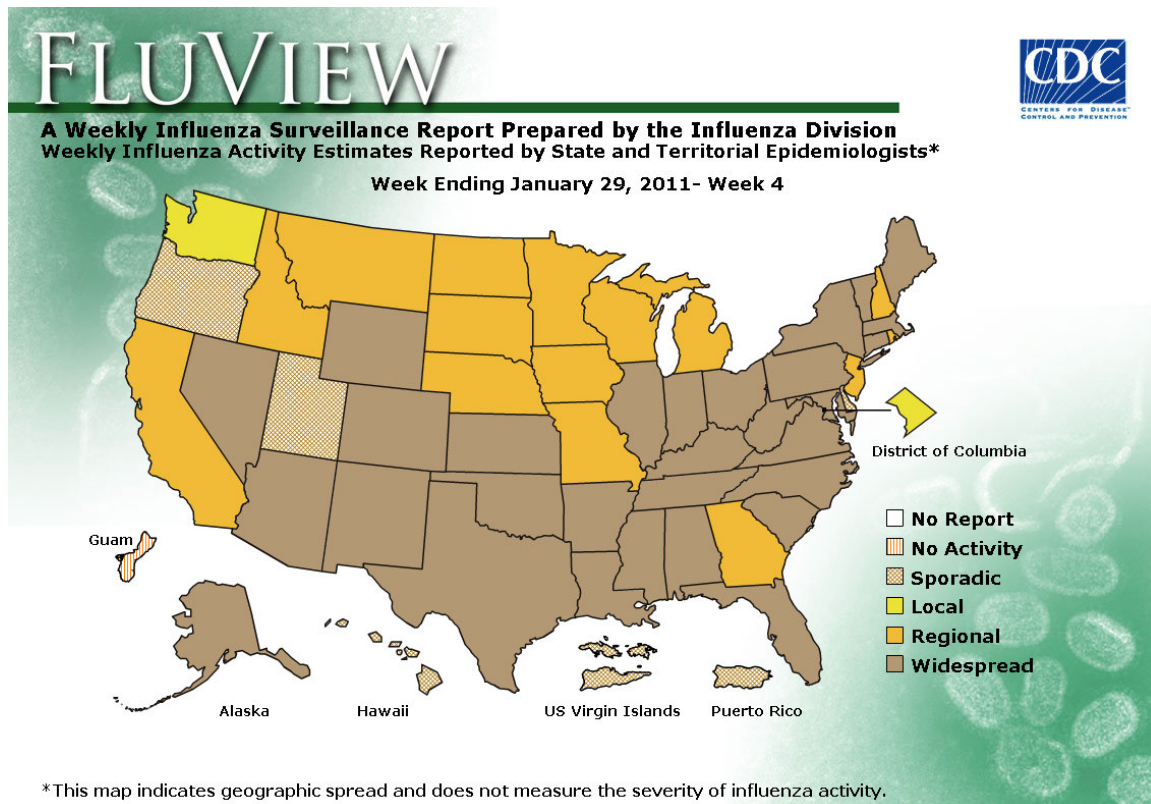 FLUVIEW
CDC
CENTERS FOR DISEASE™
CONTROL AND PREVENTION
A Weekly Influenza Surveillance Report Prepared by the Influenza Division
Weekly Influenza Activity Estimates Reported by State and Territorial Epidemiologists*
Week Ending January 29, 2011- Week 4
District of Columbia
No Report
Guam
No Activity
Sporadic
Local
Regional
Widespread
Alaska
Hawaii
US Virgin Islands
Puerto Rico
*This map indicates geographic spread and does not measure the severity of influenza activity.